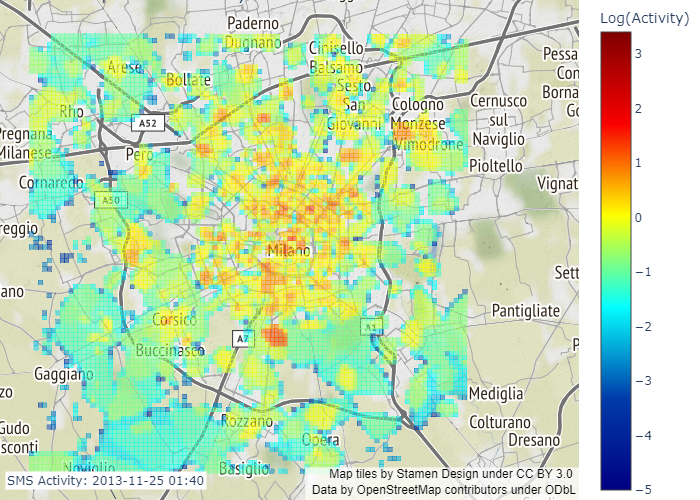 Log(Activity)
Paderno
Dugnano
Cinisello
Balsamo
Arese
Bollate
Sesto
San
Giovanni
Pessa
Con
Borna
Go
Rho
A52
Cologno
Monzese
Vimodrone
Cernusco
sul
Naviglio
Pregnana
Milanese
Pero
Pioltello
Cornaredo
A50
Vignat
reggio
Milano
Sett
ano
Pantigliate
Corsico
A7
A1
Buccinasco
P
Gaggiano
Mediglia
zo
Rozzano
Colturano
Gudo
sconti
Opera
Dresano
Noviglio
Basiglio
SMS Activity: 2013-11-25 01:40
Map tiles by Stamen Design under CC BY 3.0
Data by OpenStreetMap contributors under ODbL
3
2
1
0
−1
−2
−3
−4
−5